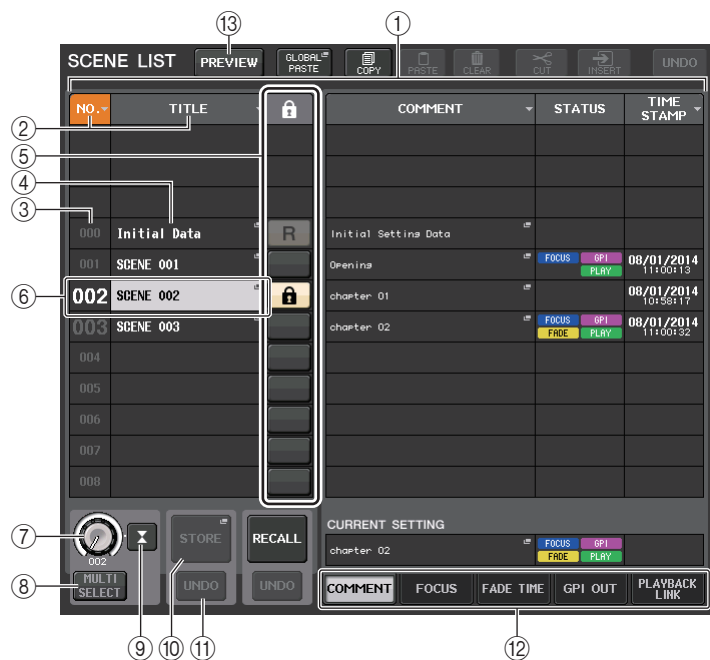 ⑬ ①
SCENE LIST PREVIEW GLOBAL PASTE COPY PASTE CLEAR CUT INSERT UNDO
② NO. TITLE COMMENT STATUS TIME STAMP
⑤
④
③ 000 Initial Data R Initial Setting Data
001 SCENE 001 Opening FOCUS GPI PLAY 08/01/2014 11:00:13
⑥ 002 SCENE 002 chapter 01 08/01/2014 10:58:17
003 SCENE 003 chapter 02 FOCUS GPI FADE PLAY 08/01/2014 11:00:32
004
005
006
007
008
CURRENT SETTING
⑦ 002 STORE RECALL chapter 02 FOCUS GPI FADE PLAY
⑧ MULTI SELECT UNDO UNDO COMMENT FOCUS FADE TIME GPI OUT PLAYBACK LINK
⑨ ⑩ ⑪ ⑫